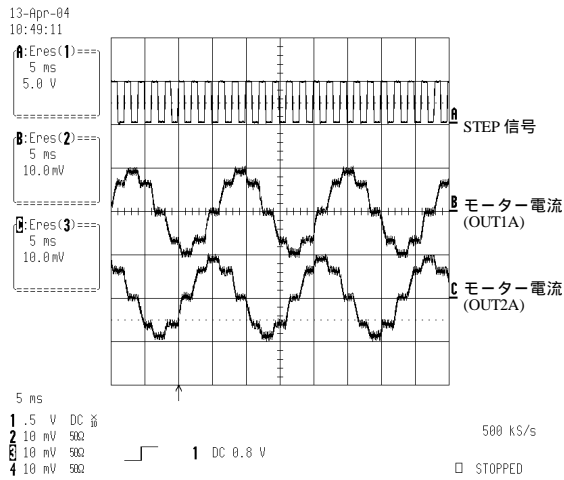 13-Apr-04
10:49:11
A:Eres(1)
5 ms
5.0 V
B:Eres(2)
5 ms
10.0mV
:Eres(3)
5 ms
10.0mV
A
STEP 信号
B モーター電流
(OUT1A)
C モーター電流
(OUT2A)
5 ms
1 .5 V DC
2 10 mV 50Ω
3 10 mV 50Ω
4 10 mV 50Ω
1 DC 0.8 V
500 kS/s
STOPPED